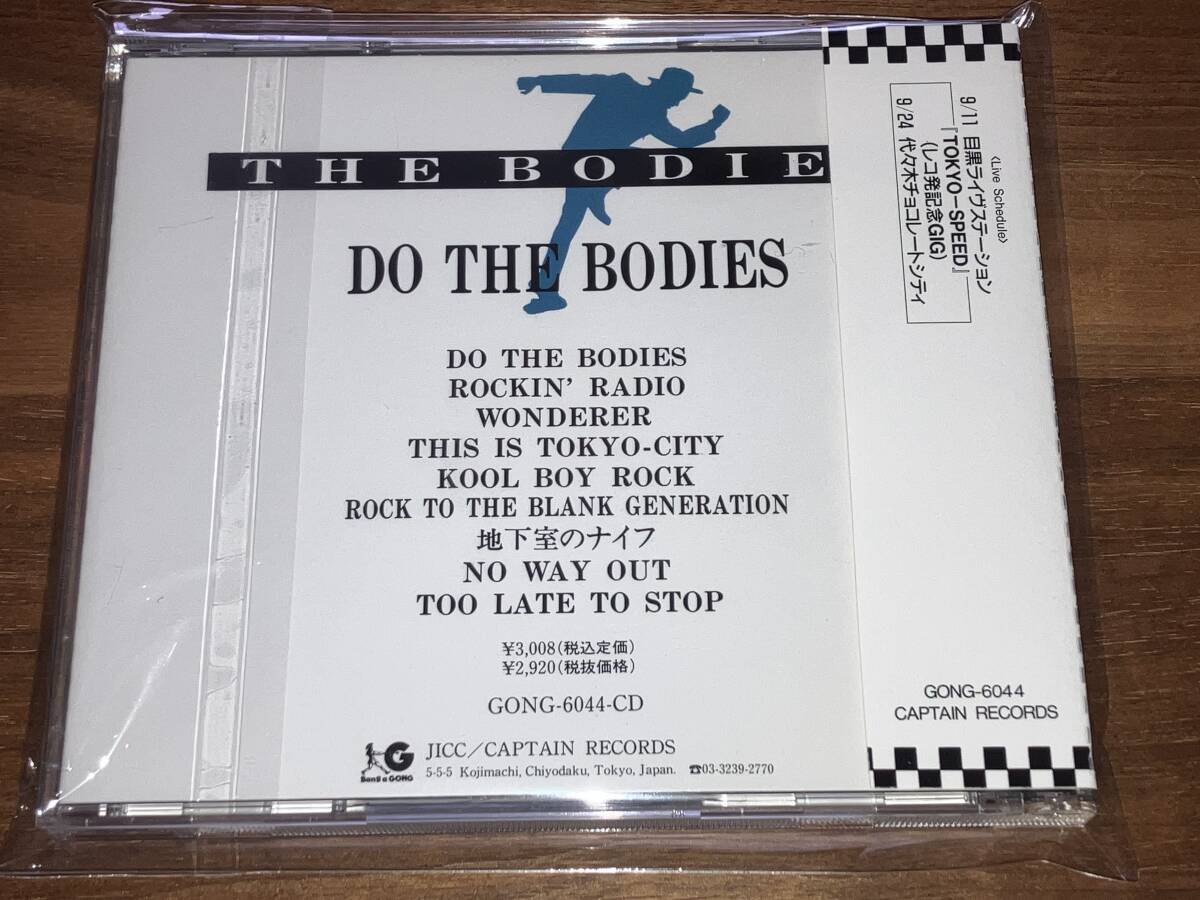 THE BODIE
DO THE BODIES
DO THE BODIES
ROCKIN' RADIO
WONDERER
THIS IS TOKYO-CITY
KOOL BOY ROCK
ROCK TO THE BLANK GENERATION
地下室のナイフ
NO WAY OUT
TOO LATE TO STOP
¥3,008(税込定価)
¥2,920(税抜価格)
GONG-6044-CD
G
Bang a GONG
JICC／CAPTAIN RECORDS
5-5-5 Kojimachi, Chiyodaku, Tokyo, Japan. ☎03-3239-2770
〈Live Schedule〉
9/11 目黒ライヴステーション
『TOKYO-SPEED』
(レコ発記念GIG)
9/24 代々木チョコレートシティ
GONG-6044
CAPTAIN RECORDS